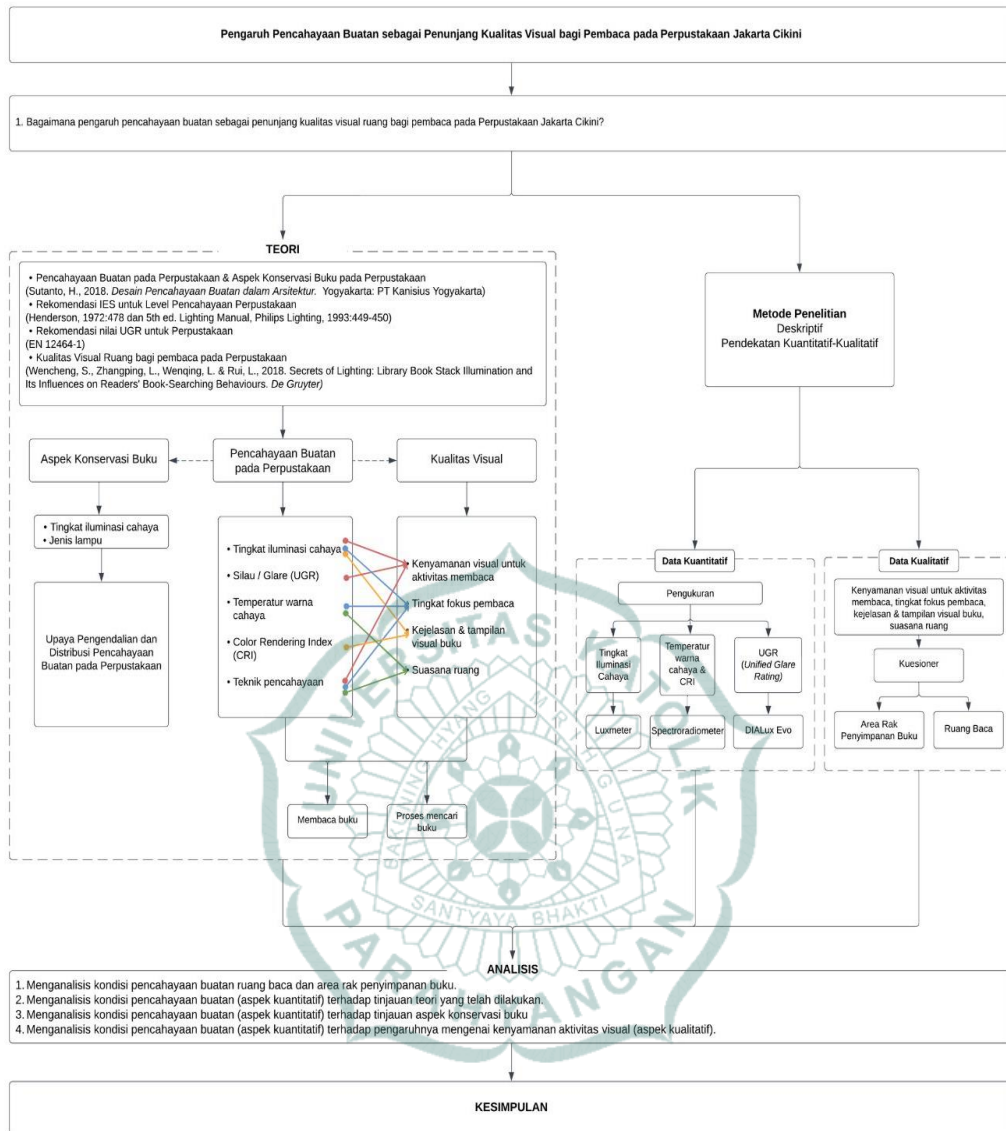 Pengaruh Pencahayaan Buatan sebagai Penunjang Kualitas Visual bagi Pembaca pada Perpustakaan Jakarta Cikini
1. Bagaimana pengaruh pencahayaan buatan sebagai penunjang kualitas visual ruang bagi pembaca pada Perpustakaan Jakarta Cikini?
TEORI
• Pencahayaan Buatan pada Perpustakaan & Aspek Konservasi Buku pada Perpustakaan
(Sutanto, H., 2018. Desain Pencahayaan Buatan dalam Arsitektur. Yogyakarta: PT Kanisius Yogyakarta)
• Rekomendasi IES untuk Level Pencahayaan Perpustakaan
(Henderson, 1972:478 dan 5th ed. Lighting Manual, Philips Lighting, 1993:449-450)
• Rekomendasi nilai UGR untuk Perpustakaan
(EN 12464-1)
• Kualitas Visual Ruang bagi pembaca pada Perpustakaan
(Wencheng, S., Zhangping, L., Wenqing, L. & Rui, L., 2018. Secrets of Lighting: Library Book Stack Illumination and
Its Influences on Readers' Book-Searching Behaviours. De Gruyter)
Aspek Konservasi Buku
Pencahayaan Buatan
pada Perpustakaan
Kualitas Visual
• Tingkat iluminasi cahaya
• Jenis lampu
Upaya Pengendalian dan
Distribusi Pencahayaan
Buatan pada Perpustakaan
• Tingkat iluminasi cahaya
• Silau / Glare (UGR)
• Temperatur warna
cahaya
• Color Rendering Index
(CRI)
• Teknik pencahayaan
• Kenyamanan visual untuk
aktivitas membaca
• Tingkat fokus pembaca
• Kejelasan & tampilan
visual buku
• Suasana ruang
Membaca buku
Proses mencari
buku
Metode Penelitian
Deskriptif
Pendekatan Kuantitatif-Kualitatif
Data Kuantitatif
Pengukuran
Tingkat
Iluminasi
Cahaya
Temperatur
warna
cahaya &
CRI
UGR
(Unified Glare
Rating)
Luxmeter
Spectroradiometer
DIALux Evo
Data Kualitatif
Kenyamanan visual untuk aktivitas
membaca, tingkat fokus pembaca,
kejelasan & tampilan visual buku,
suasana ruang
Kuesioner
Area Rak
Penyimpanan Buku
Ruang Baca
UNIVERSITAS KATOLIK
PARAHYANGAN
BAKUNING HYANG MRIH GUNA
SANTYAYA BHAKTI
ANALISIS
1. Menganalisis kondisi pencahayaan buatan ruang baca dan area rak penyimpanan buku.
2. Menganalisis kondisi pencahayaan buatan (aspek kuantitatif) terhadap tinjauan teori yang telah dilakukan.
3. Menganalisis kondisi pencahayaan buatan (aspek kuantitatif) terhadap tinjauan aspek konservasi buku
4. Menganalisis kondisi pencahayaan buatan (aspek kuantitatif) terhadap pengaruhnya mengenai kenyamanan aktivitas visual (aspek kualitatif).
KESIMPULAN